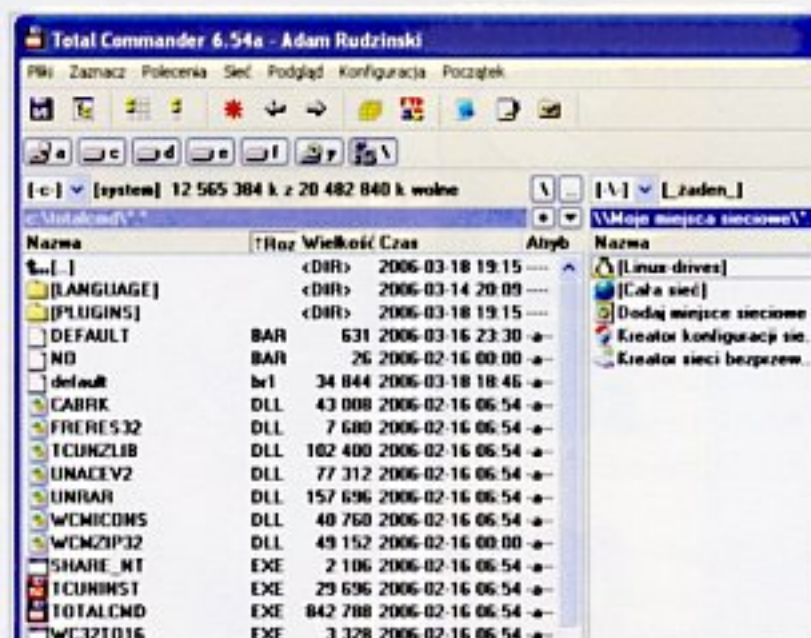 Total Commander 6.54a - Adam Rudzinski
Pliki Zaznacz Polecenia Sieć Podgląd Konfiguracja Początek
a c d e f r \
[-c-] [system] 12 565 384 k z 20 482 840 k wolne \ .. [-\-] [_żaden_]
c:\totalcmd\*.* * ▼ \\Moje miejsca sieciowe\*
Nazwa ↑Roz Wielkość Czas Atryb Nazwa
[..] <DIR> 2006-03-18 19:15 ---- [Linux-drives]
[LANGUAGE] <DIR> 2006-03-14 20:09 ---- [Cała sieć]
[PLUGINS] <DIR> 2006-03-18 19:15 ---- Dodaj miejsce sieciowe
DEFAULT BAR 631 2006-03-16 23:30 -a-- Kreator konfiguracji sie..
NO BAR 26 2006-02-16 00:00 -a-- Kreator sieci bezprzew..
default br1 34 844 2006-03-18 18:46 -a--
CABRK DLL 43 008 2006-02-16 06:54 -a--
FRERES32 DLL 7 680 2006-02-16 06:54 -a--
TCUNZLIB DLL 102 400 2006-02-16 06:54 -a--
UNACEV2 DLL 77 312 2006-02-16 06:54 -a--
UNRAR DLL 157 696 2006-02-16 06:54 -a--
WCMICONS DLL 40 760 2006-02-16 06:54 -a--
WCMZIP32 DLL 49 152 2006-02-16 00:00 -a--
SHARE_NT EXE 2 106 2006-02-16 06:54 -a--
TCUNINST EXE 29 696 2006-02-16 06:54 -a--
TOTALCMD EXE 842 788 2006-02-16 06:54 -a--
WC32TO16 EXE 3 328 2006-02-16 06:54 -a--